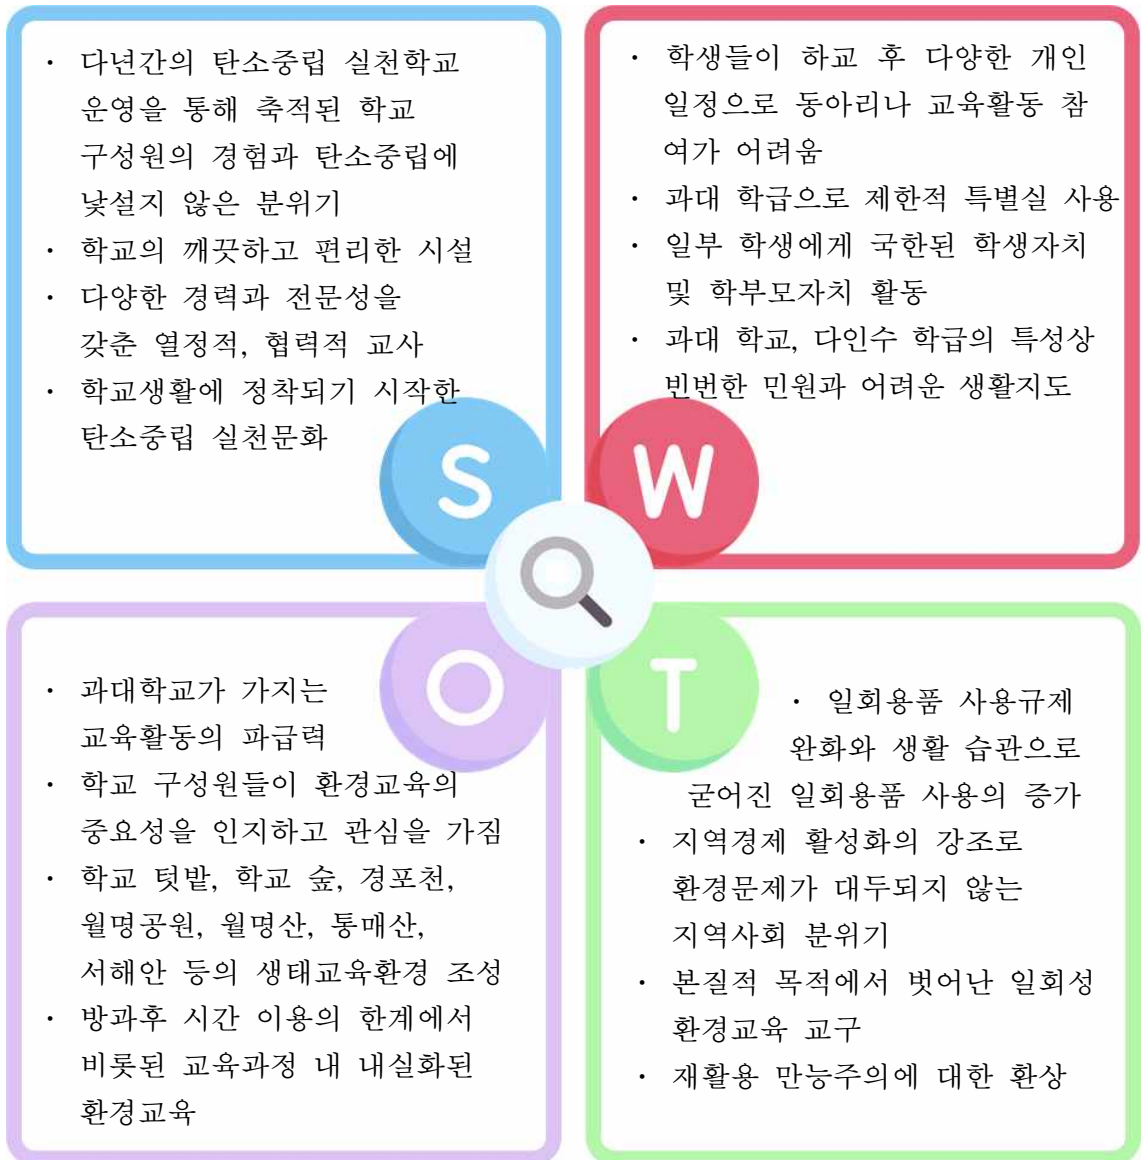 · 다년간의 탄소중립 실천학교
운영을 통해 축적된 학교
구성원의 경험과 탄소중립에
낯설지 않은 분위기
· 학교의 깨끗하고 편리한 시설
· 다양한 경력과 전문성을
갖춘 열정적, 협력적 교사
· 학교생활에 정착되기 시작한
탄소중립 실천문화
S
· 학생들이 하교 후 다양한 개인
일정으로 동아리나 교육활동 참
여가 어려움
· 과대 학급으로 제한적 특별실 사용
· 일부 학생에게 국한된 학생자치
및 학부모자치 활동
· 과대 학교, 다인수 학급의 특성상
빈번한 민원과 어려운 생활지도
W
O
· 과대학교가 가지는
교육활동의 파급력
· 학교 구성원들이 환경교육의
중요성을 인지하고 관심을 가짐
· 학교 텃밭, 학교 숲, 경포천,
월명공원, 월명산, 통매산,
서해안 등의 생태교육환경 조성
· 방과후 시간 이용의 한계에서
비롯된 교육과정 내 내실화된
환경교육
T
· 일회용품 사용규제
완화와 생활 습관으로
굳어진 일회용품 사용의 증가
· 지역경제 활성화의 강조로
환경문제가 대두되지 않는
지역사회 분위기
· 본질적 목적에서 벗어난 일회성
환경교육 교구
· 재활용 만능주의에 대한 환상